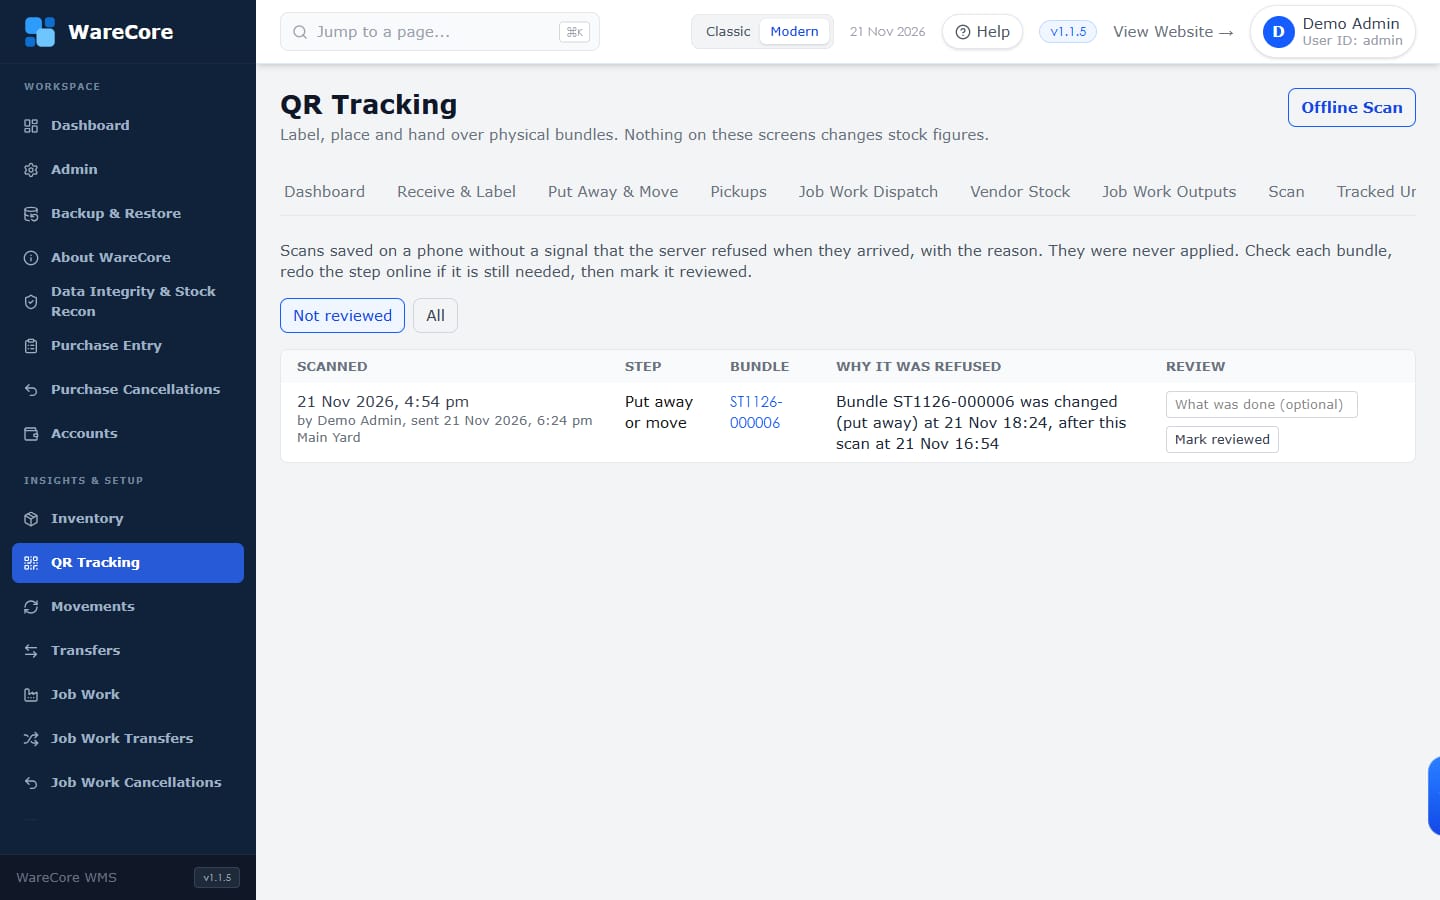 WareCore
Jump to a page...
⌘K
Classic
Modern
21 Nov 2026
Help
v1.1.5
View Website →
D
Demo Admin
User ID: admin
WORKSPACE
Dashboard
Admin
Backup & Restore
About WareCore
Data Integrity & Stock
Recon
Purchase Entry
Purchase Cancellations
Accounts
INSIGHTS & SETUP
Inventory
QR Tracking
Movements
Transfers
Job Work
Job Work Transfers
Job Work Cancellations
WareCore WMS
v1.1.5
QR Tracking
Label, place and hand over physical bundles. Nothing on these screens changes stock figures.
Offline Scan
Dashboard
Receive & Label
Put Away & Move
Pickups
Job Work Dispatch
Vendor Stock
Job Work Outputs
Scan
Tracked Ur
Scans saved on a phone without a signal that the server refused when they arrived, with the reason. They were never applied. Check each bundle,
redo the step online if it is still needed, then mark it reviewed.
Not reviewed
All
SCANNED
STEP
BUNDLE
WHY IT WAS REFUSED
REVIEW
21 Nov 2026, 4:54 pm
by Demo Admin, sent 21 Nov 2026, 6:24 pm
Main Yard
Put away
or move
ST1126-
000006
Bundle ST1126-000006 was changed
(put away) at 21 Nov 18:24, after this
scan at 21 Nov 16:54
What was done (optional)
Mark reviewed